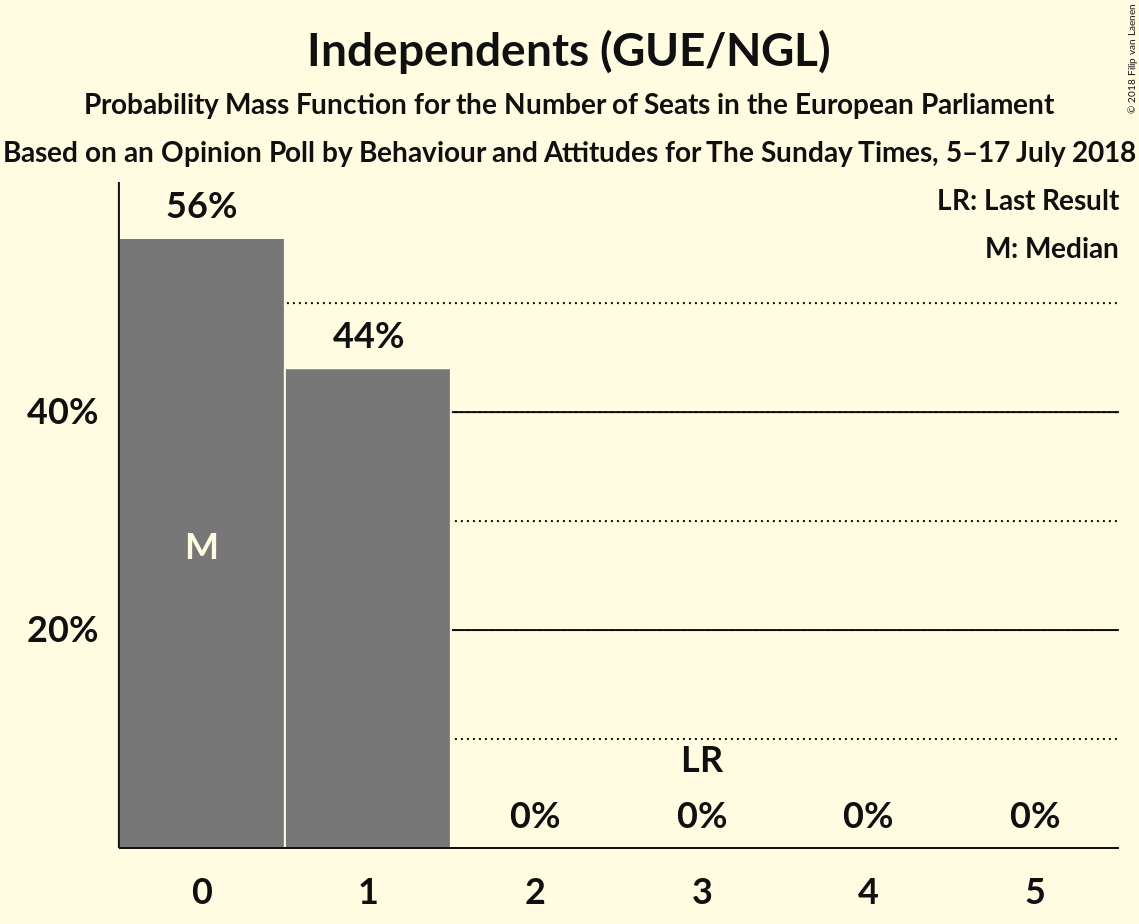 Independents (GUE/NGL)
Probability Mass Function for the Number of Seats in the European Parliament
Based on an Opinion Poll by Behaviour and Attitudes for The Sunday Times, 5–17 July 2018
© 2018 Filip van Laenen
LR: Last Result
M: Median
56%
44%
40%
M
20%
LR
0%
0%
0%
0%
0
1
2
3
4
5